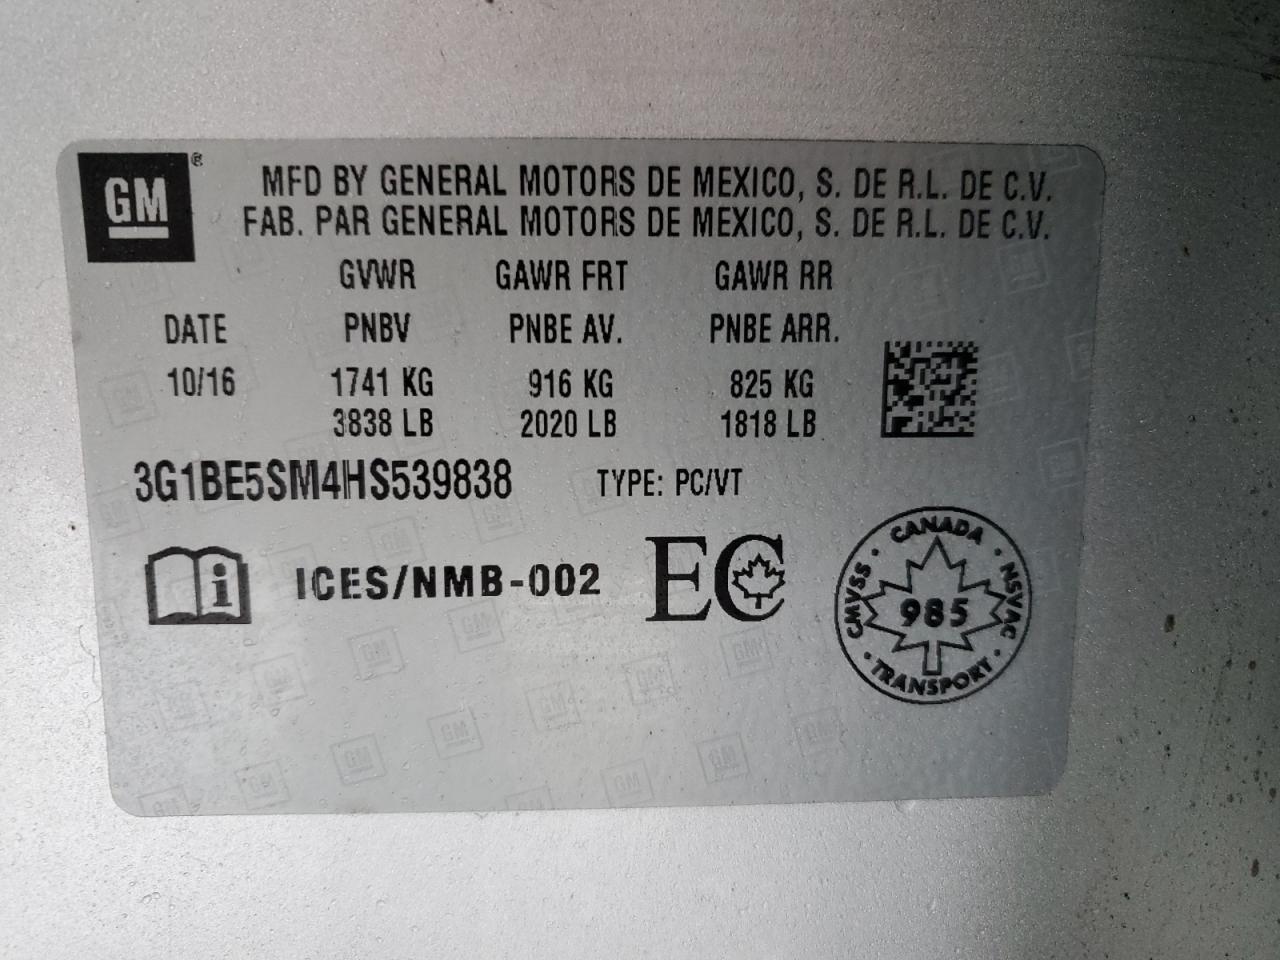 GM®
MFD BY GENERAL MOTORS DE MEXICO, S. DE R.L. DE C.V.
FAB. PAR GENERAL MOTORS DE MEXICO, S. DE R.L. DE C.V.
GVWR GAWR FRT GAWR RR
DATE PNBV PNBE AV. PNBE ARR.
10/16 1741 KG 916 KG 825 KG
3838 LB 2020 LB 1818 LB
3G1BE5SM4HS539838 TYPE: PC/VT
i ICES/NMB-002 EC
CANADA
CMVSS · NSVAC
985
TRANSPORT